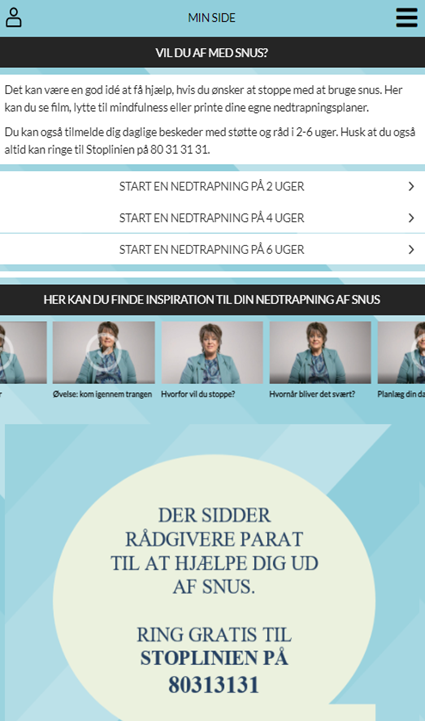 MIN SIDE
VIL DU AF MED SNUS?
Det kan være en god idé at få hjælp, hvis du ønsker at stoppe med at bruge snus. Her
kan du se film, lytte til mindfulness eller printe dine egne nedtrapningsplaner.
Du kan også tilmelde dig daglige beskeder med støtte og råd i 2-6 uger. Husk at du også
altid kan ringe til Stoplinien på 80 31 31 31.
START EN NEDTRAPNING PÅ 2 UGER
START EN NEDTRAPNING PÅ 4 UGER
START EN NEDTRAPNING PÅ 6 UGER
HER KAN DU FINDE INSPIRATION TIL DIN NEDTRAPNING AF SNUS
Øvelse: kom igennem trangen
Hvorfor vil du stoppe?
Hvornår bliver det svært?
Planlæg din
DER SIDDER
RÅDGIVERE PARAT
TIL AT HJÆLPE DIG UD
AF SNUS.
RING GRATIS TIL
STOPLINIEN PÅ
80313131